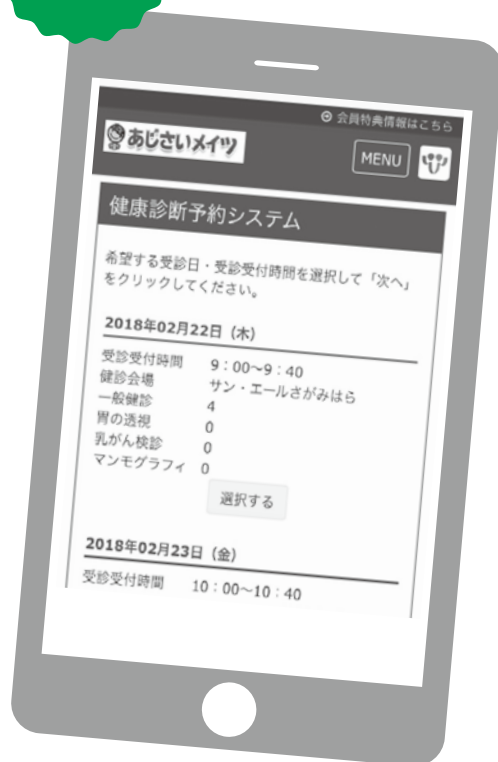 会員特典情報はこちら
あじさいメイツ
MENU
健康診断予約システム
希望する受診日・受診受付時間を選択して「次へ」
をクリックしてください。
2018年02月22日（木）
受診受付時間 9：00～9：40
健診会場 サン・エールさがみはら
一般健診 4
胃の透視 0
乳がん検診 0
マンモグラフィ 0
選択する
2018年02月23日（金）
受診受付時間 10：00～10：40